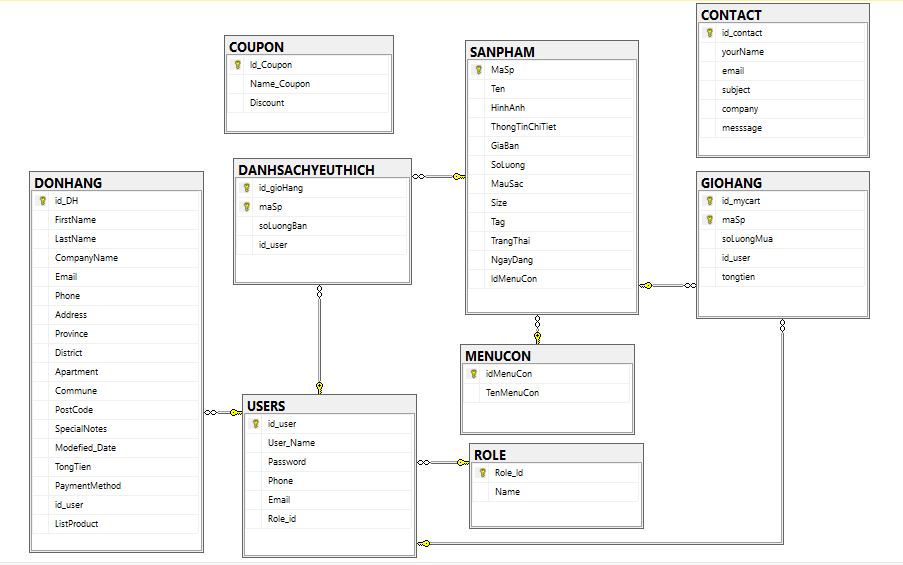 COUPON
Id_Coupon
Name_Coupon
Discount
SANPHAM
MaSp
Ten
HinhAnh
ThongTinChiTiet
GiaBan
SoLuong
MauSac
Size
Tag
TrangThai
NgayDang
IdMenuCon
CONTACT
id_contact
yourName
email
subject
company
messsage
DANHSACHYEUTHICH
id_gioHang
maSp
soLuongBan
id_user
DONHANG
id_DH
FirstName
LastName
CompanyName
Email
Phone
Address
Province
District
Apartment
Commune
PostCode
SpecialNotes
Modefied_Date
TongTien
PaymentMethod
id_user
ListProduct
GIOHANG
id_mycart
maSp
soLuongMua
id_user
tongtien
MENUCON
idMenuCon
TenMenuCon
USERS
id_user
User_Name
Password
Phone
Email
Role_id
ROLE
Role_Id
Name